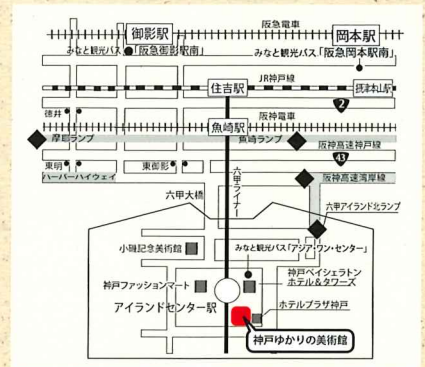 阪急電車
御影駅
岡本駅
みなと観光バス「阪急御影駅南」
みなと観光バス「阪急岡本駅南」
JR神戸線
住吉駅
摂津本山駅
2
徳井
阪神電車
魚崎駅
摩耶ランプ
魚崎ランプ
阪神高速神戸線
43
東明
東御影
ハーバーハイウェイ
阪神高速湾岸線
六甲大橋
六甲ライナー
六甲アイランド北ランプ
小磯記念美術館
みなと観光バス「アジア・ワン・センター」
神戸ファッションマート
神戸ベイシェラトン
ホテル&タワーズ
アイランドセンター駅
ホテルプラザ神戸
神戸ゆかりの美術館